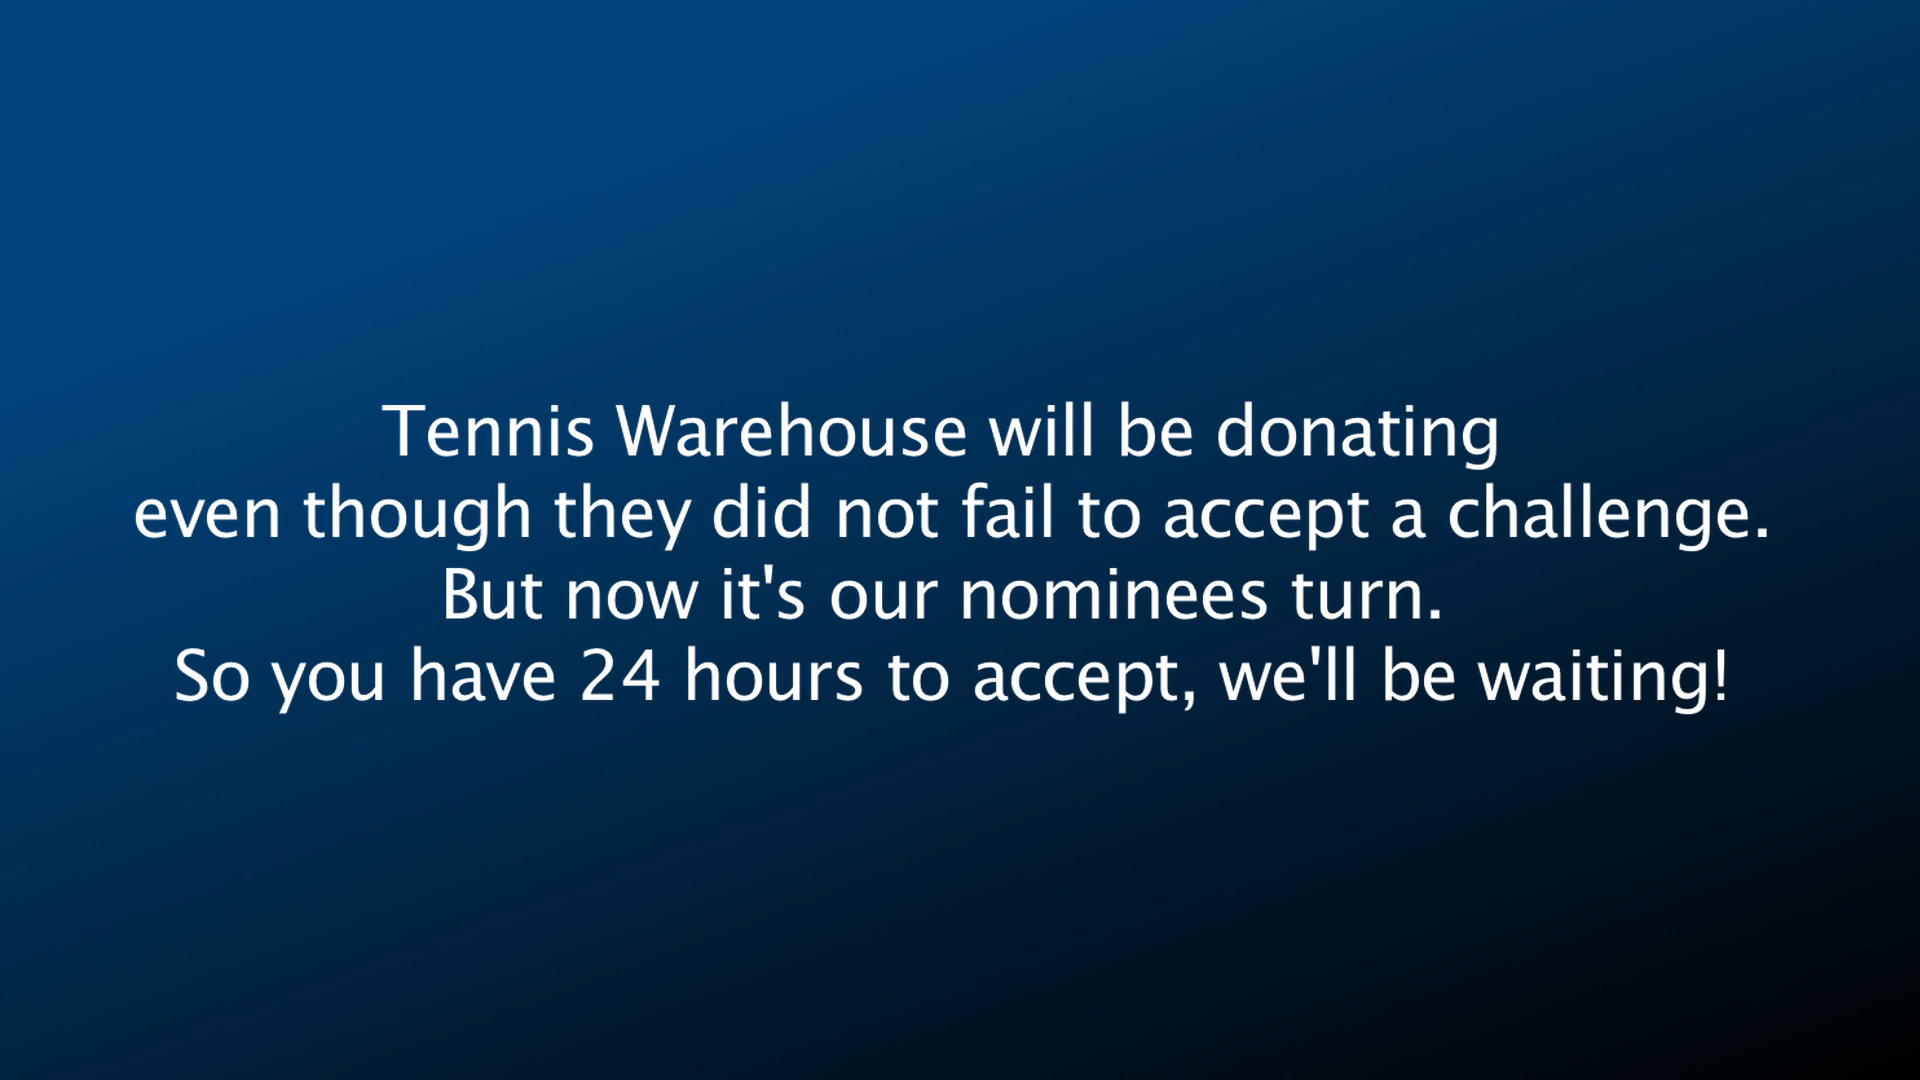 Tennis Warehouse will be donating
even though they did not fail to accept a challenge.
But now it's our nominees turn.
So you have 24 hours to accept, we'll be waiting!